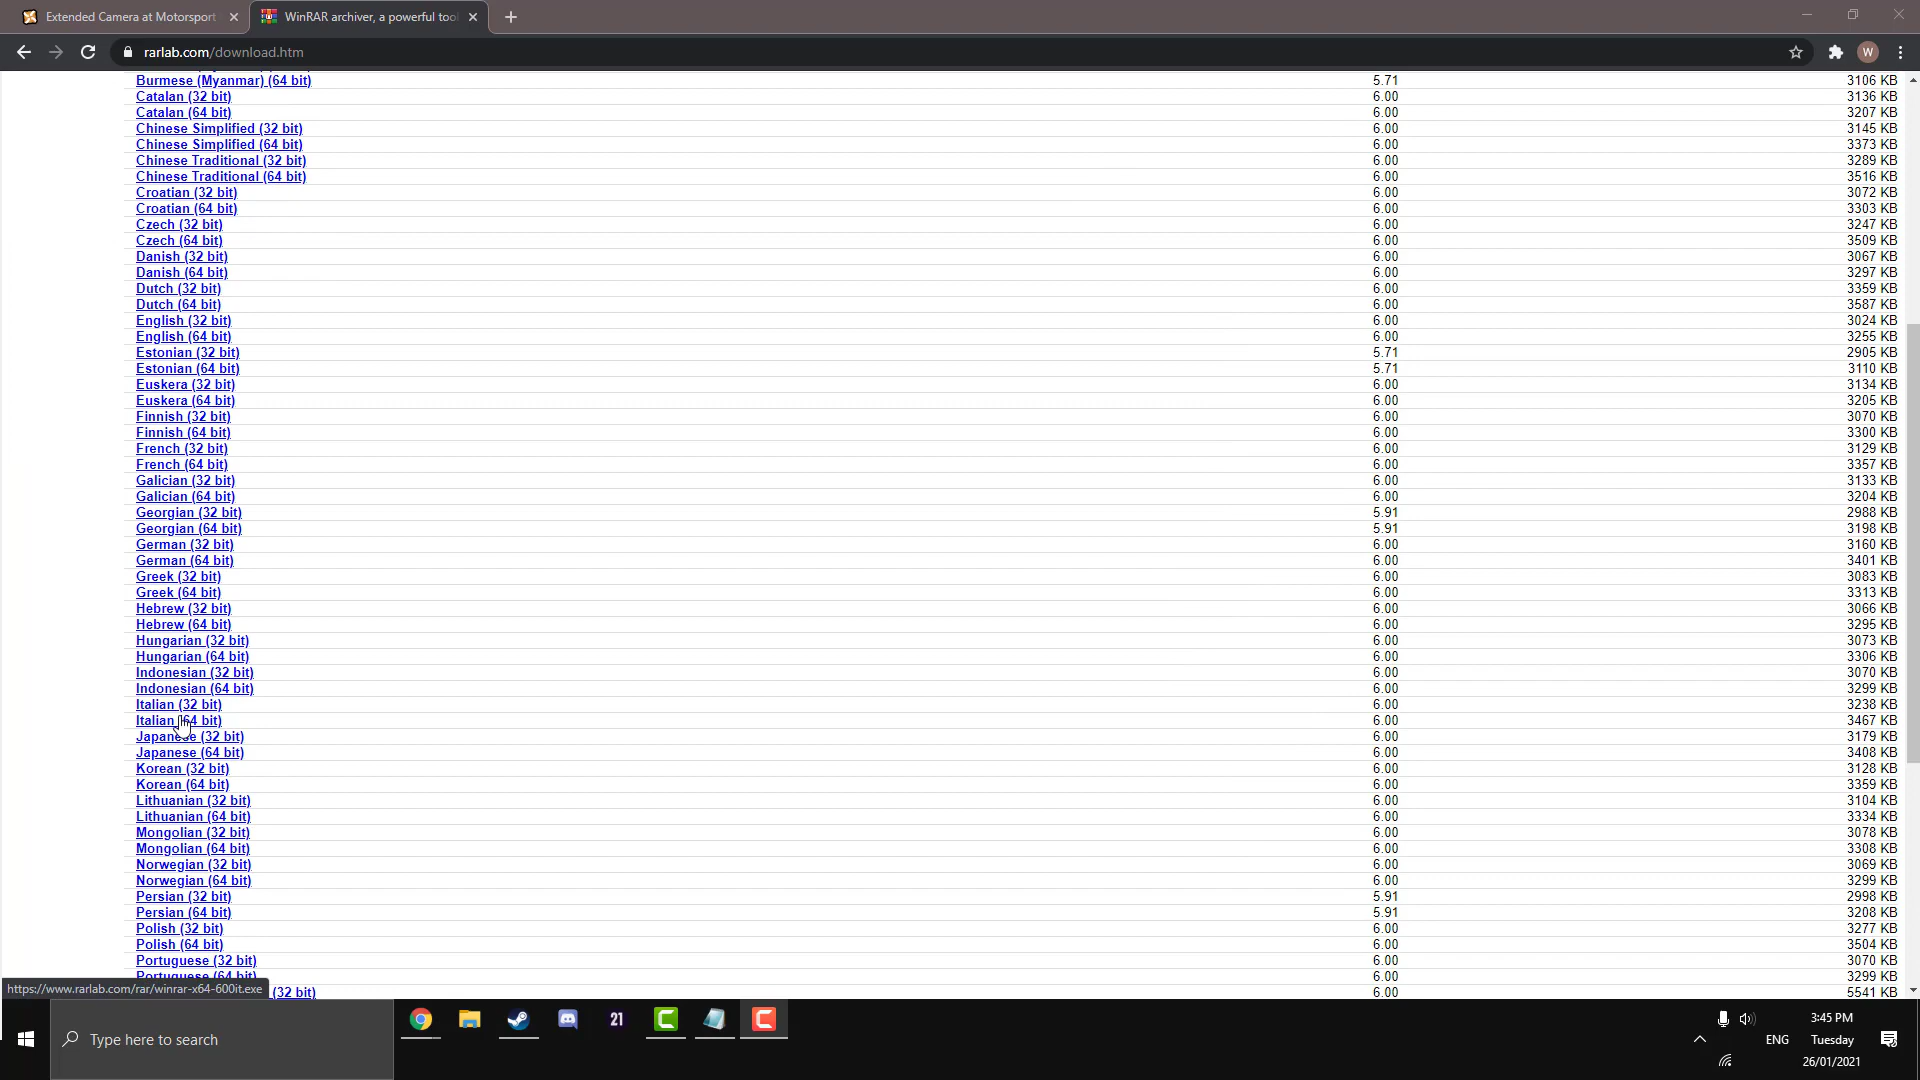 Extended Camera at Motorsport
WinRAR archiver, a powerful tool
rarlab.com/download.htm
W
Burmese (Myanmar) (64 bit) 5.71 3106 KB
Catalan (32 bit) 6.00 3136 KB
Catalan (64 bit) 6.00 3207 KB
Chinese Simplified (32 bit) 6.00 3145 KB
Chinese Simplified (64 bit) 6.00 3373 KB
Chinese Traditional (32 bit) 6.00 3289 KB
Chinese Traditional (64 bit) 6.00 3516 KB
Croatian (32 bit) 6.00 3072 KB
Croatian (64 bit) 6.00 3303 KB
Czech (32 bit) 6.00 3247 KB
Czech (64 bit) 6.00 3509 KB
Danish (32 bit) 6.00 3067 KB
Danish (64 bit) 6.00 3297 KB
Dutch (32 bit) 6.00 3359 KB
Dutch (64 bit) 6.00 3587 KB
English (32 bit) 6.00 3024 KB
English (64 bit) 6.00 3255 KB
Estonian (32 bit) 5.71 2905 KB
Estonian (64 bit) 5.71 3110 KB
Euskera (32 bit) 6.00 3134 KB
Euskera (64 bit) 6.00 3205 KB
Finnish (32 bit) 6.00 3070 KB
Finnish (64 bit) 6.00 3300 KB
French (32 bit) 6.00 3129 KB
French (64 bit) 6.00 3357 KB
Galician (32 bit) 6.00 3133 KB
Galician (64 bit) 6.00 3204 KB
Georgian (32 bit) 5.91 2988 KB
Georgian (64 bit) 5.91 3198 KB
German (32 bit) 6.00 3160 KB
German (64 bit) 6.00 3401 KB
Greek (32 bit) 6.00 3083 KB
Greek (64 bit) 6.00 3313 KB
Hebrew (32 bit) 6.00 3066 KB
Hebrew (64 bit) 6.00 3295 KB
Hungarian (32 bit) 6.00 3073 KB
Hungarian (64 bit) 6.00 3306 KB
Indonesian (32 bit) 6.00 3070 KB
Indonesian (64 bit) 6.00 3299 KB
Italian (32 bit) 6.00 3238 KB
Italian (64 bit) 6.00 3467 KB
Japanese (32 bit) 6.00 3179 KB
Japanese (64 bit) 6.00 3408 KB
Korean (32 bit) 6.00 3128 KB
Korean (64 bit) 6.00 3359 KB
Lithuanian (32 bit) 6.00 3104 KB
Lithuanian (64 bit) 6.00 3334 KB
Mongolian (32 bit) 6.00 3078 KB
Mongolian (64 bit) 6.00 3308 KB
Norwegian (32 bit) 6.00 3069 KB
Norwegian (64 bit) 6.00 3299 KB
Persian (32 bit) 5.91 2998 KB
Persian (64 bit) 5.91 3208 KB
Polish (32 bit) 6.00 3277 KB
Polish (64 bit) 6.00 3504 KB
Portuguese (32 bit) 6.00 3070 KB
Portuguese (64 bit) 6.00 3299 KB
https://www.rarlab.com/rar/winrar-x64-600it.exe
(32 bit) 6.00 5541 KB
Type here to search
21
ENG
3:45 PM
Tuesday
26/01/2021